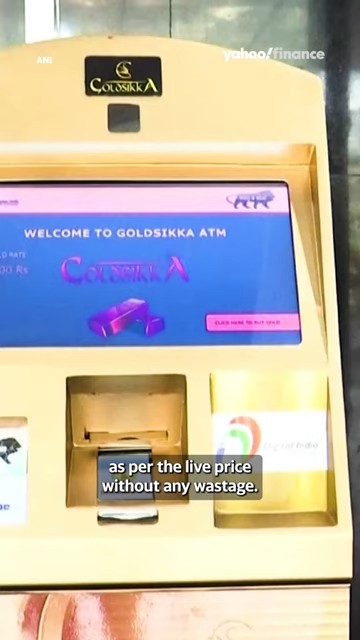 ANI
yahoo!finance
GOLDSIKKA
WELCOME TO GOLDSIKKA ATM
GOLDSIKKA
CLICK HERE TO BUY GOLD
Digital India
as per the live price
without any wastage.